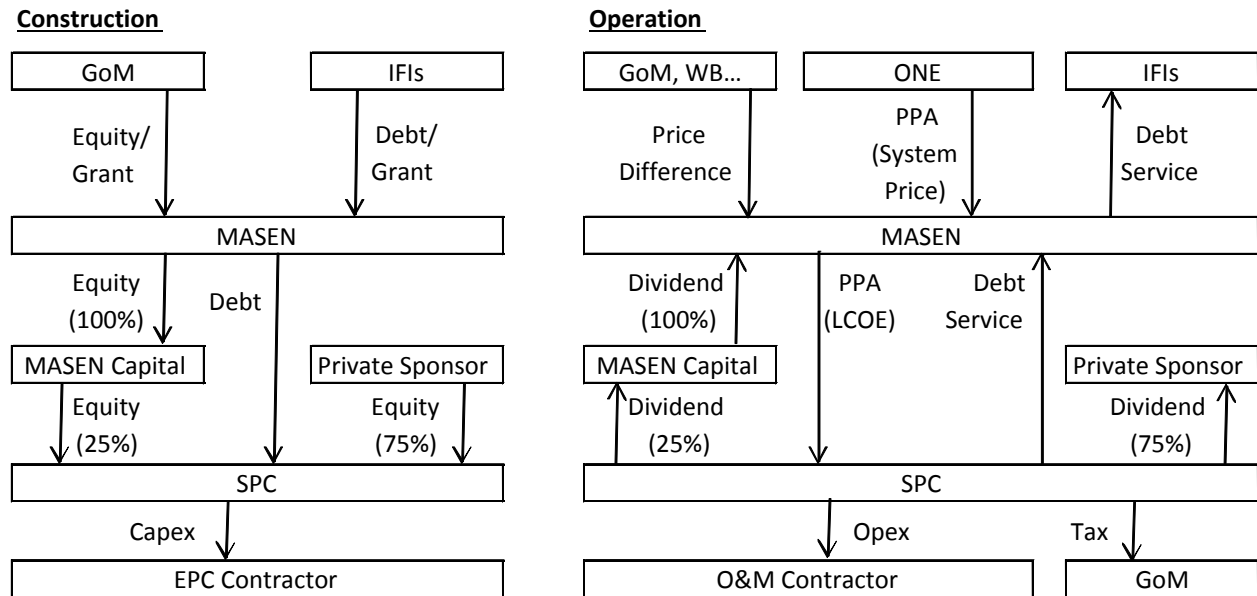 Construction
GoM
IFIs
Equity/
Grant
Debt/
Grant
MASEN
Equity
(100%)
Debt
MASEN Capital
Private Sponsor
Equity
(25%)
Equity
(75%)
SPC
Capex
EPC Contractor
Operation
GoM, WB...
ONE
IFIs
Price
Difference
PPA
(System
Price)
Debt
Service
MASEN
Dividend
(100%)
PPA
(LCOE)
Debt
Service
MASEN Capital
Private Sponsor
Dividend
(25%)
Dividend
(75%)
SPC
Opex
Tax
O&M Contractor
GoM